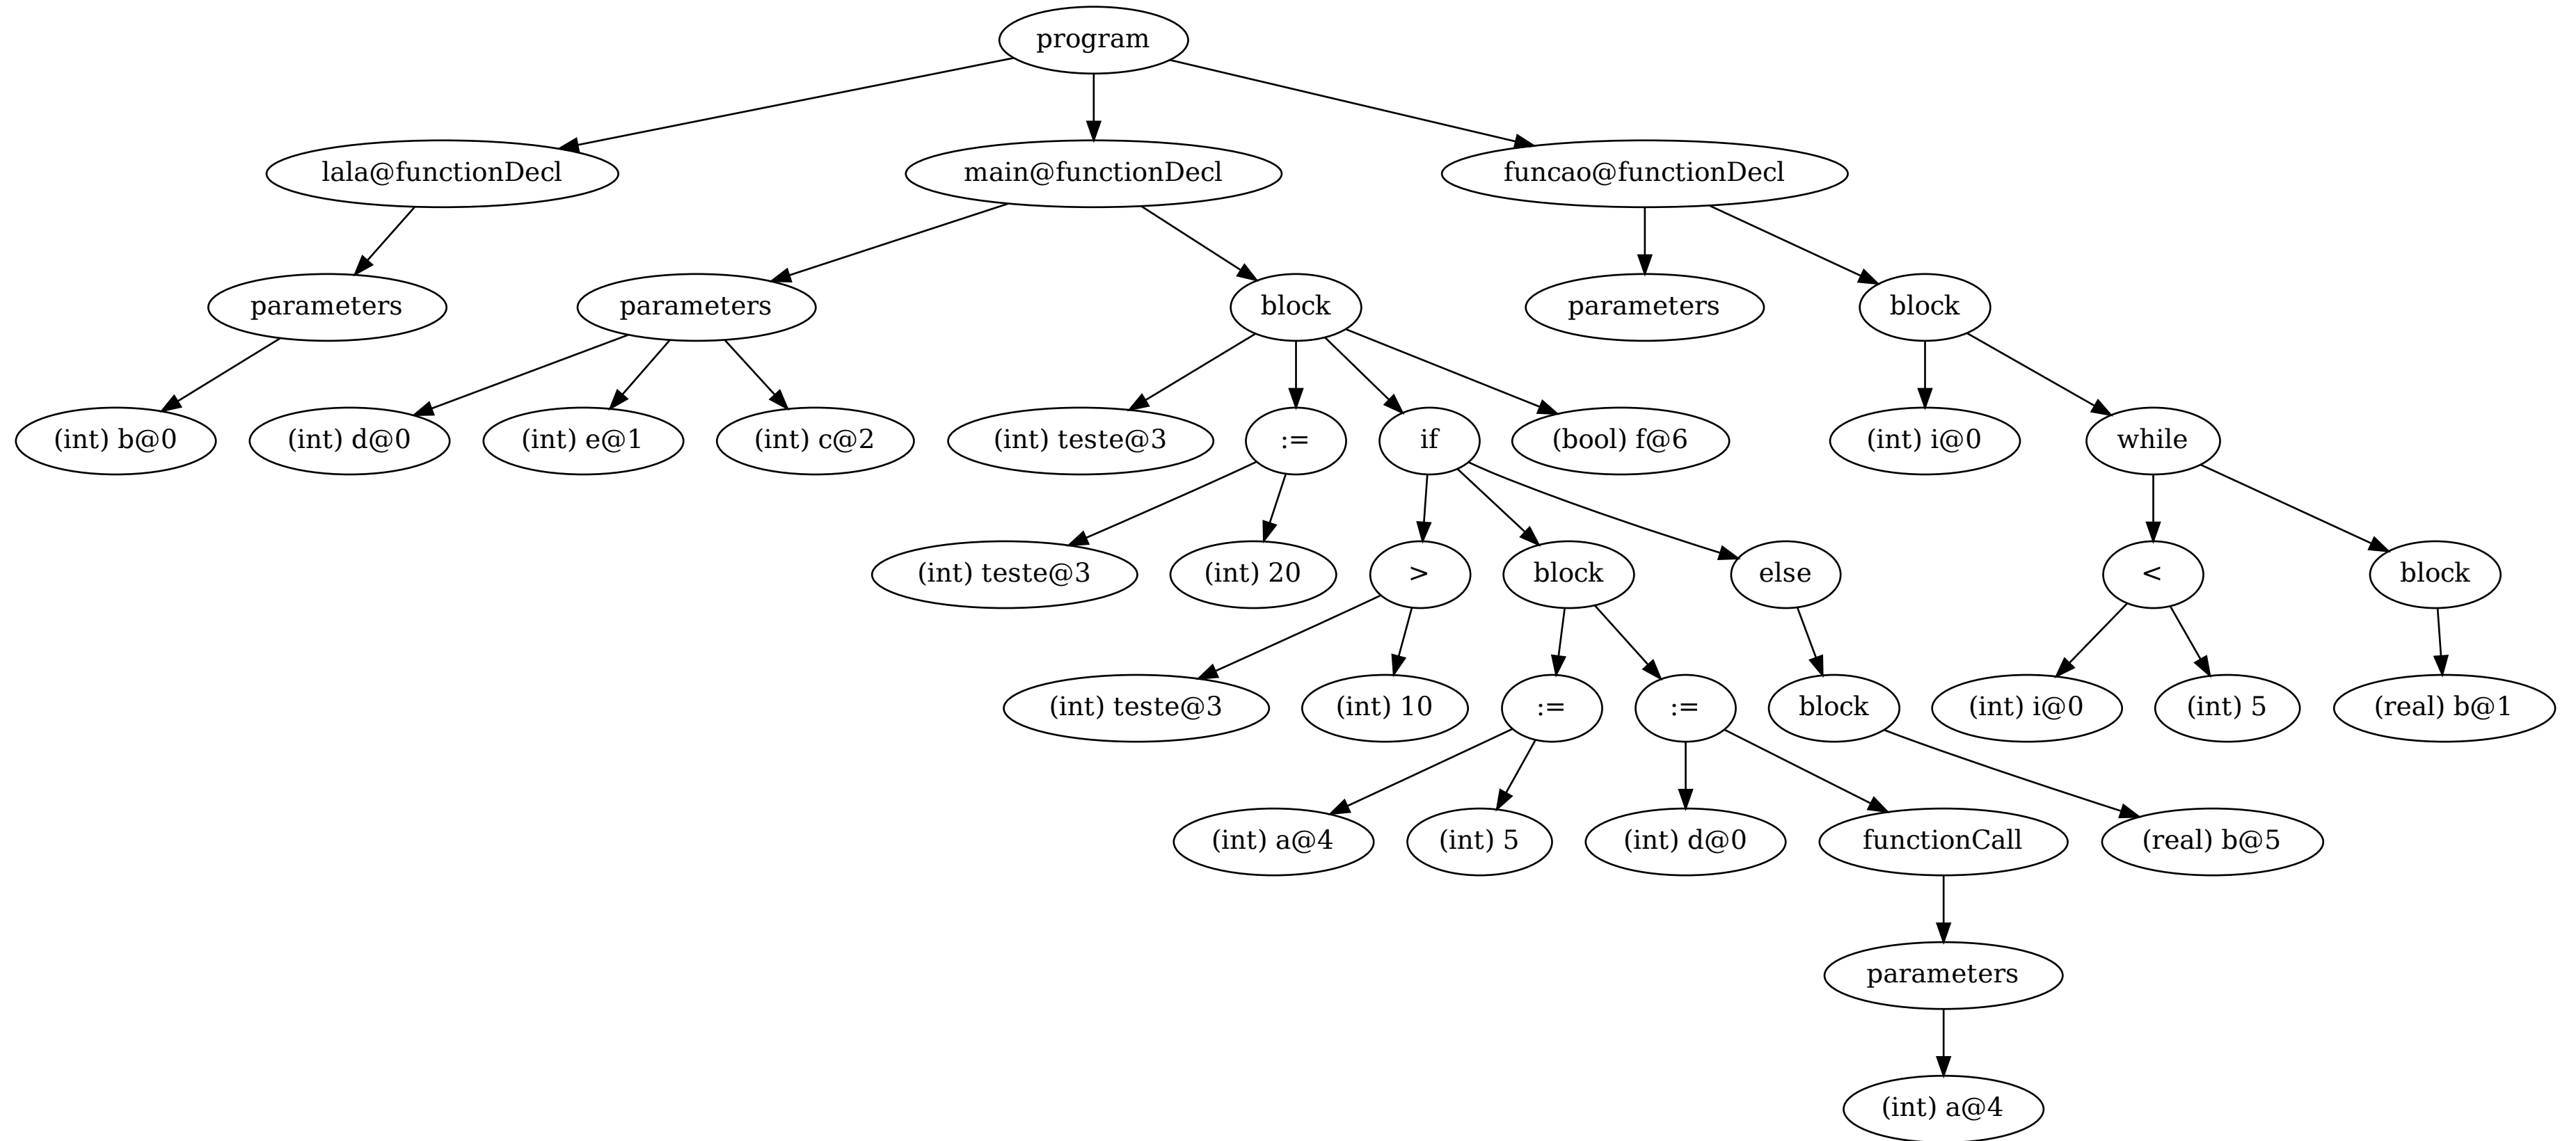 program
lala@functionDecl
main@functionDecl
funcao@functionDecl
parameters
parameters
block
parameters
block
(int) b@0
(int) d@0
(int) e@1
(int) c@2
(int) teste@3
:=
if
(bool) f@6
(int) i@0
while
(int) teste@3
(int) 20
>
block
else
<
block
(int) teste@3
(int) 10
:=
:=
block
(int) i@0
(int) 5
(real) b@1
(int) a@4
(int) 5
(int) d@0
functionCall
(real) b@5
parameters
(int) a@4